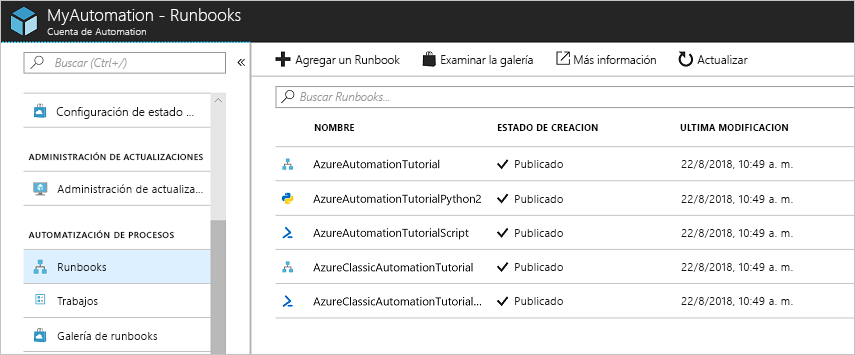 MyAutomation - Runbooks
Cuenta de Automation
Buscar (Ctrl+/)
«
Configuración de estado ...
ADMINISTRACIÓN DE ACTUALIZACIONES
Administración de actualiza...
AUTOMATIZACIÓN DE PROCESOS
Runbooks
Trabajos
Galería de runbooks
Agregar un Runbook Examinar la galería Más información Actualizar
Buscar Runbooks...
NOMBRE ESTADO DE CREACION ULTIMA MODIFICACION
AzureAutomationTutorial Publicado 22/8/2018, 10:49 a. m.
AzureAutomationTutorialPython2 Publicado 22/8/2018, 10:49 a. m.
AzureAutomationTutorialScript Publicado 22/8/2018, 10:49 a. m.
AzureClassicAutomationTutorial Publicado 22/8/2018, 10:49 a. m.
AzureClassicAutomationTutorial... Publicado 22/8/2018, 10:49 a. m.